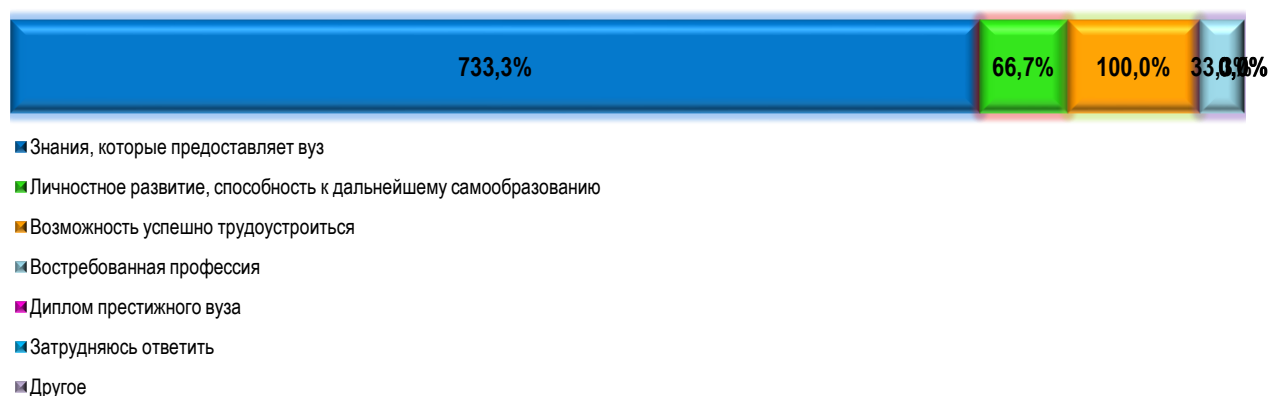 733,3% 66,7% 100,0%
Знания, которые предоставляет вуз
Личностное развитие, способность к дальнейшему самообразованию
Возможность успешно трудоустроиться
Востребованная профессия
Диплом престижного вуза
Затрудняюсь ответить
Другое